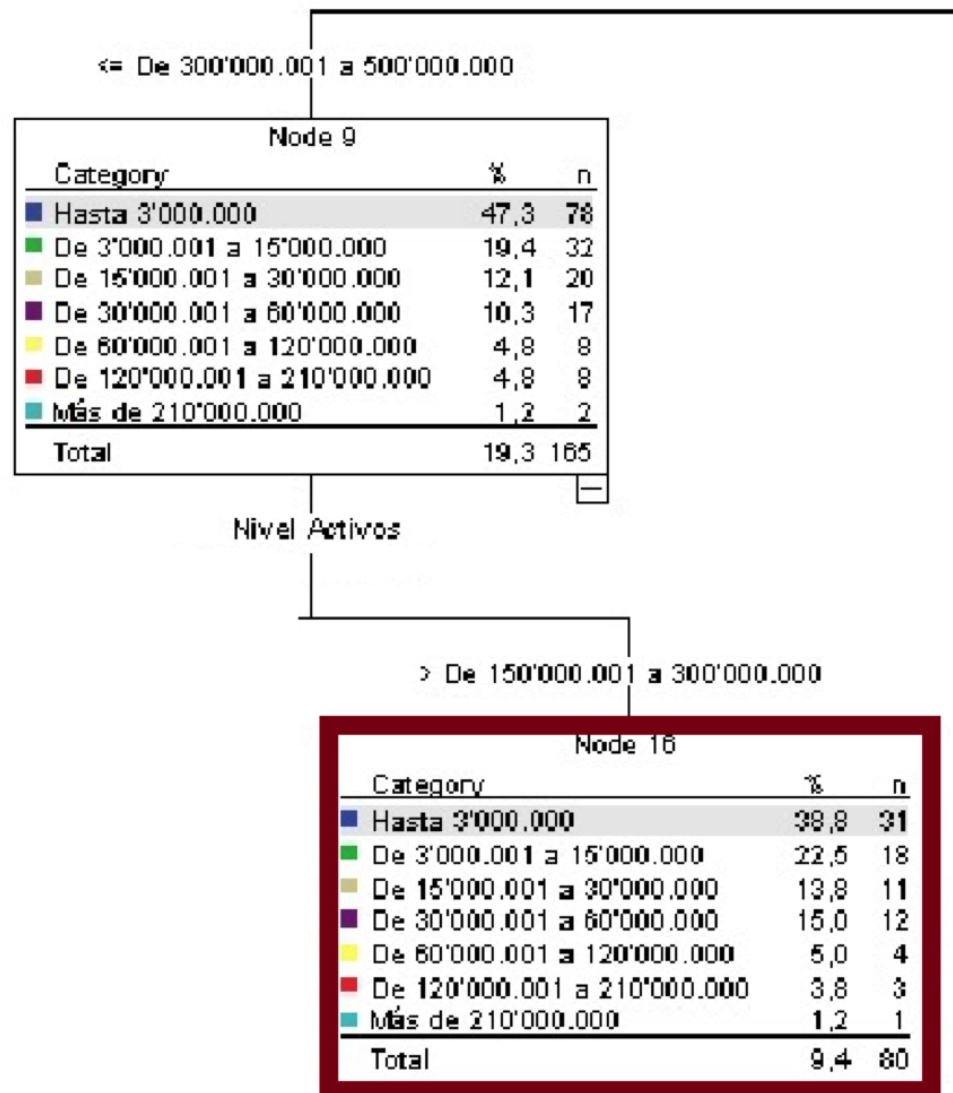 <= De 300'000.001 a 500'000.000
Node 9
Category % n
Hasta 3'000.000 47,3 78
De 3'000.001 a 15'000.000 19,4 32
De 15'000.001 a 30'000.000 12,1 20
De 30'000.001 a 60'000.000 10,3 17
De 60'000.001 a 120'000.000 4,8 8
De 120'000.001 a 210'000.000 4,8 8
Más de 210'000.000 1,2 2
Total 19,3 165
Nivel Activos
> De 150'000.001 a 300'000.000
Node 16
Category % n
Hasta 3'000.000 38,8 31
De 3'000.001 a 15'000.000 22,5 18
De 15'000.001 a 30'000.000 13,8 11
De 30'000.001 a 60'000.000 15,0 12
De 60'000.001 a 120'000.000 5,0 4
De 120'000.001 a 210'000.000 3,8 3
Más de 210'000.000 1,2 1
Total 9,4 80